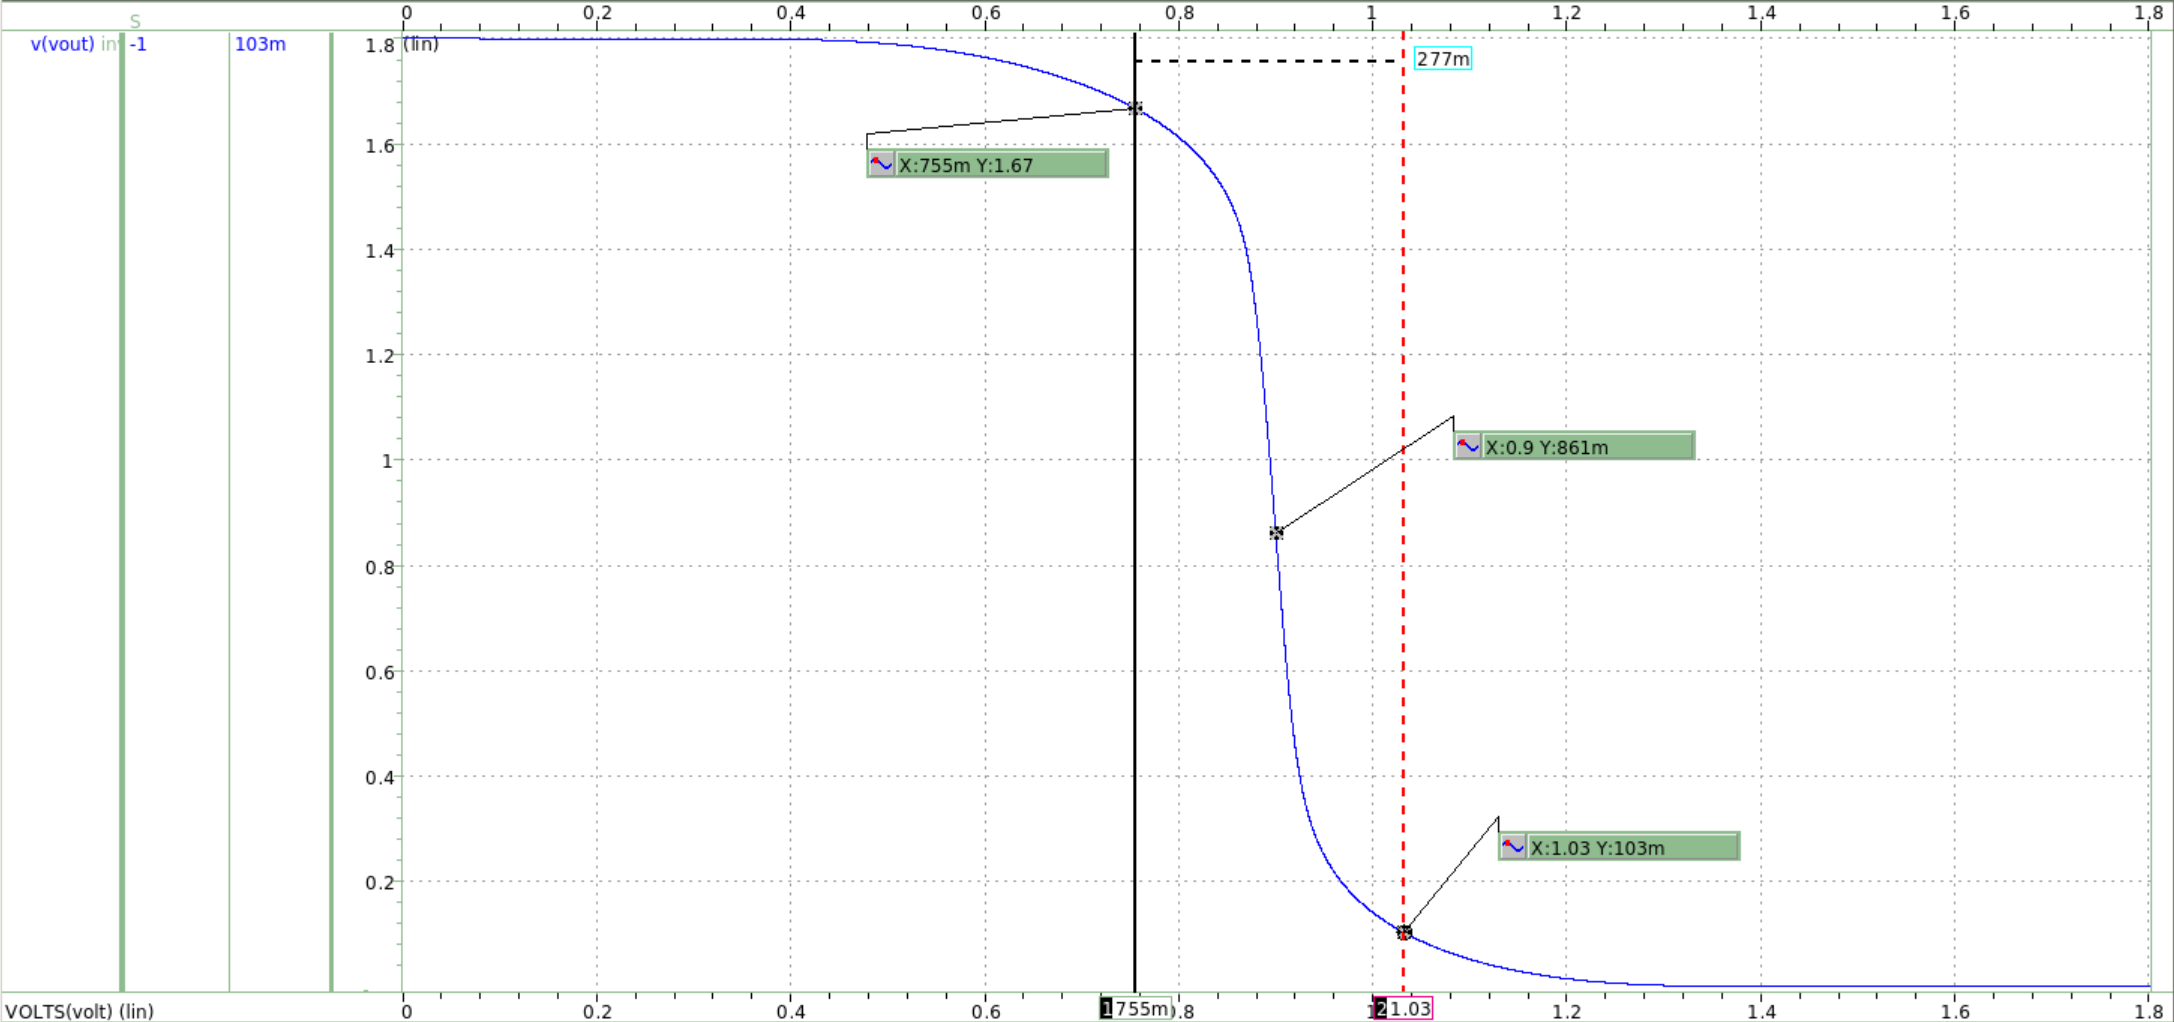 0 0.2 0.4 0.6 0.8 1 1.2 1.4 1.6 1.8
S
v(vout) in -1 103m 1.8 (lin)
277m
1.6
X:755m Y:1.67
1.4
1.2
1
X:0.9 Y:861m
0.8
0.6
0.4
X:1.03 Y:103m
0.2
VOLTS(volt) (lin) 0 0.2 0.4 0.6 1 755m .8 1 2 1.03 1.2 1.4 1.6 1.8